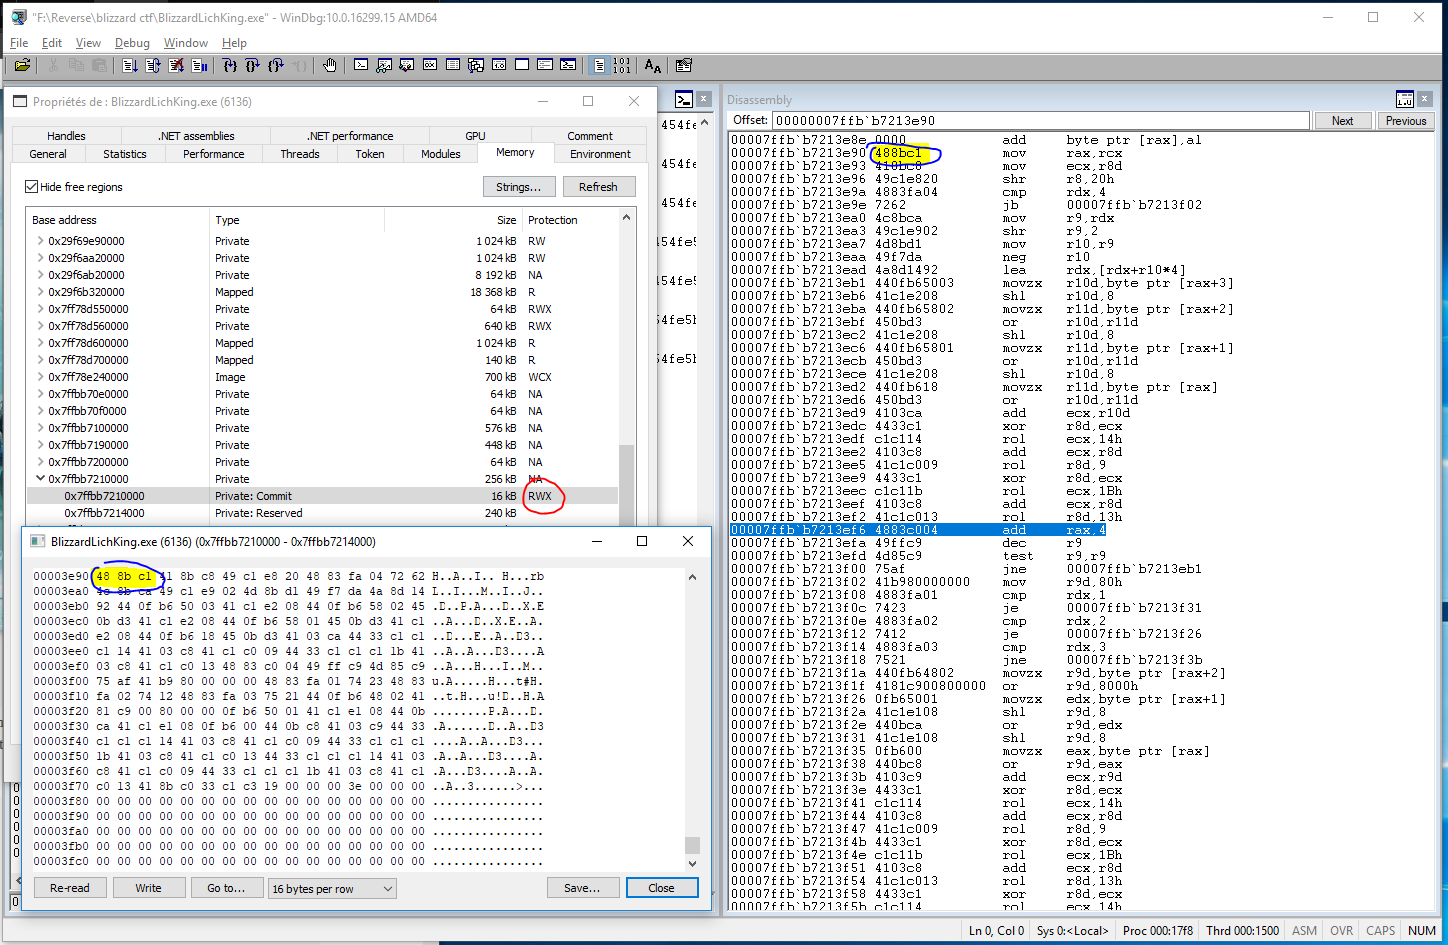 "F:\Reverse\blizzard ctf\BlizzardLichKing.exe" - WinDbg:10.0.16299.15 AMD64
File Edit View Debug Window Help
Propriétés de : BlizzardLichKing.exe (6136)
Handles .NET assemblies .NET performance GPU Comment
General Statistics Performance Threads Token Modules Memory Environment
Hide free regions Strings... Refresh
Base address Type Size Protection
0x29f69e90000 Private 1 024 kB RW
0x29f6aa20000 Private 1 024 kB RW
0x29f6ab20000 Private 8 192 kB NA
0x29f6b320000 Mapped 18 368 kB R
0x7ff78d550000 Private 64 kB RWX
0x7ff78d560000 Private 640 kB RWX
0x7ff78d600000 Mapped 1 024 kB R
0x7ff78d700000 Mapped 140 kB R
0x7ff78e240000 Image 700 kB WCX
0x7ffbb70e0000 Private 64 kB NA
0x7ffbb70f0000 Private 64 kB NA
0x7ffbb7100000 Private 576 kB NA
0x7ffbb7190000 Private 448 kB NA
0x7ffbb7200000 Private 64 kB NA
0x7ffbb7210000 Private 256 kB NA
0x7ffbb7210000 Private: Commit 16 kB RWX
0x7ffbb7214000 Private: Reserved 240 kB
BlizzardLichKing.exe (6136) (0x7ffbb7210000 - 0x7ffbb7214000)
00003e90 48 8b c1 41 8b c8 49 c1 e8 20 48 83 fa 04 72 62 H..A..I.. H...rb
00003ea0 4c 8b ca 49 c1 e9 02 4d 8b d1 49 f7 da 4a 8d 14 L..I...M..I..J..
00003eb0 92 44 0f b6 50 03 41 c1 e2 08 44 0f b6 58 02 45 .D..P.A...D..X.E
00003ec0 0b d3 41 c1 e2 08 44 0f b6 58 01 45 0b d3 41 c1 ..A...D..X.E..A.
00003ed0 e2 08 44 0f b6 18 45 0b d3 41 03 ca 44 33 c1 c1 ..D...E..A..D3..
00003ee0 c1 14 41 03 c8 41 c1 c0 09 44 33 c1 c1 c1 1b 41 ..A..A...D3....A
00003ef0 03 c8 41 c1 c0 13 48 83 c0 04 49 ff c9 4d 85 c9 ..A...H...I..M..
00003f00 75 af 41 b9 80 00 00 00 48 83 fa 01 74 23 48 83 u.A.....H...t#H.
00003f10 fa 02 74 12 48 83 fa 03 75 21 44 0f b6 48 02 41 ..t.H...u!D..H.A
00003f20 81 c9 00 80 00 00 0f b6 50 01 41 c1 e1 08 44 0b ........P.A...D.
00003f30 ca 41 c1 e1 08 0f b6 00 44 0b c8 41 03 c9 44 33 .A......D..A..D3
00003f40 c1 c1 c1 14 41 03 c8 41 c1 c0 09 44 33 c1 c1 c1 ....A..A...D3...
00003f50 1b 41 03 c8 41 c1 c0 13 44 33 c1 c1 c1 14 41 03 .A..A...D3....A.
00003f60 c8 41 c1 c0 09 44 33 c1 c1 c1 1b 41 03 c8 41 c1 .A...D3....A..A.
00003f70 c0 13 41 8b c0 33 c1 c3 19 00 00 00 3e 00 00 00 ..A..3......>...
00003f80 00 00 00 00 00 00 00 00 00 00 00 00 00 00 00 00 ................
00003f90 00 00 00 00 00 00 00 00 00 00 00 00 00 00 00 00 ................
00003fa0 00 00 00 00 00 00 00 00 00 00 00 00 00 00 00 00 ................
00003fb0 00 00 00 00 00 00 00 00 00 00 00 00 00 00 00 00 ................
00003fc0 00 00 00 00 00 00 00 00 00 00 00 00 00 00 00 00 ................
Re-read Write Go to... 16 bytes per row Save... Close
Disassembly
Offset: 00000007ffb`b7213e90 Next Previous
00007ffb`b7213e8e 0000 add byte ptr [rax],al
00007ffb`b7213e90 488bc1 mov rax,rcx
00007ffb`b7213e93 418bc8 mov ecx,r8d
00007ffb`b7213e96 49c1e820 shr r8,20h
00007ffb`b7213e9a 4883fa04 cmp rdx,4
00007ffb`b7213e9e 7262 jb 00007ffb`b7213f02
00007ffb`b7213ea0 4c8bca mov r9,rdx
00007ffb`b7213ea3 49c1e902 shr r9,2
00007ffb`b7213ea7 4d8bd1 mov r10,r9
00007ffb`b7213eaa 49f7da neg r10
00007ffb`b7213ead 4a8d1492 lea rdx,[rdx+r10*4]
00007ffb`b7213eb1 440fb65003 movzx r10d,byte ptr [rax+3]
00007ffb`b7213eb6 41c1e208 shl r10d,8
00007ffb`b7213eba 440fb65802 movzx r11d,byte ptr [rax+2]
00007ffb`b7213ebf 450bd3 or r10d,r11d
00007ffb`b7213ec2 41c1e208 shl r10d,8
00007ffb`b7213ec6 440fb65801 movzx r11d,byte ptr [rax+1]
00007ffb`b7213ecb 450bd3 or r10d,r11d
00007ffb`b7213ece 41c1e208 shl r10d,8
00007ffb`b7213ed2 440fb618 movzx r11d,byte ptr [rax]
00007ffb`b7213ed6 450bd3 or r10d,r11d
00007ffb`b7213ed9 4103ca add ecx,r10d
00007ffb`b7213edc 4433c1 xor r8d,ecx
00007ffb`b7213edf c1c114 rol ecx,14h
00007ffb`b7213ee2 4103c8 add ecx,r8d
00007ffb`b7213ee5 41c1c009 rol r8d,9
00007ffb`b7213ee9 4433c1 xor r8d,ecx
00007ffb`b7213eec c1c11b rol ecx,1Bh
00007ffb`b7213eef 4103c8 add ecx,r8d
00007ffb`b7213ef2 41c1c013 rol r8d,13h
00007ffb`b7213ef6 4883c004 add rax,4
00007ffb`b7213efa 49ffc9 dec r9
00007ffb`b7213efd 4d85c9 test r9,r9
00007ffb`b7213f00 75af jne 00007ffb`b7213eb1
00007ffb`b7213f02 41b980000000 mov r9d,80h
00007ffb`b7213f08 4883fa01 cmp rdx,1
00007ffb`b7213f0c 7423 je 00007ffb`b7213f31
00007ffb`b7213f0e 4883fa02 cmp rdx,2
00007ffb`b7213f12 7412 je 00007ffb`b7213f26
00007ffb`b7213f14 4883fa03 cmp rdx,3
00007ffb`b7213f18 7521 jne 00007ffb`b7213f3b
00007ffb`b7213f1a 440fb64802 movzx r9d,byte ptr [rax+2]
00007ffb`b7213f1f 4181c900800000 or r9d,8000h
00007ffb`b7213f26 0fb65001 movzx edx,byte ptr [rax+1]
00007ffb`b7213f2a 41c1e108 shl r9d,8
00007ffb`b7213f2e 440bca or r9d,edx
00007ffb`b7213f31 41c1e108 shl r9d,8
00007ffb`b7213f35 0fb600 movzx eax,byte ptr [rax]
00007ffb`b7213f38 440bc8 or r9d,eax
00007ffb`b7213f3b 4103c9 add ecx,r9d
00007ffb`b7213f3e 4433c1 xor r8d,ecx
00007ffb`b7213f41 c1c114 rol ecx,14h
00007ffb`b7213f44 4103c8 add ecx,r8d
00007ffb`b7213f47 41c1c009 rol r8d,9
00007ffb`b7213f4b 4433c1 xor r8d,ecx
00007ffb`b7213f4e c1c11b rol ecx,1Bh
00007ffb`b7213f51 4103c8 add ecx,r8d
00007ffb`b7213f54 41c1c013 rol r8d,13h
00007ffb`b7213f58 4433c1 xor r8d,ecx
00007ffb`b7213f5b c1c114 rol ecx,14h
Ln 0, Col 0 Sys 0:<Local> Proc 000:17f8 Thrd 000:1500 ASM OVR CAPS NUM